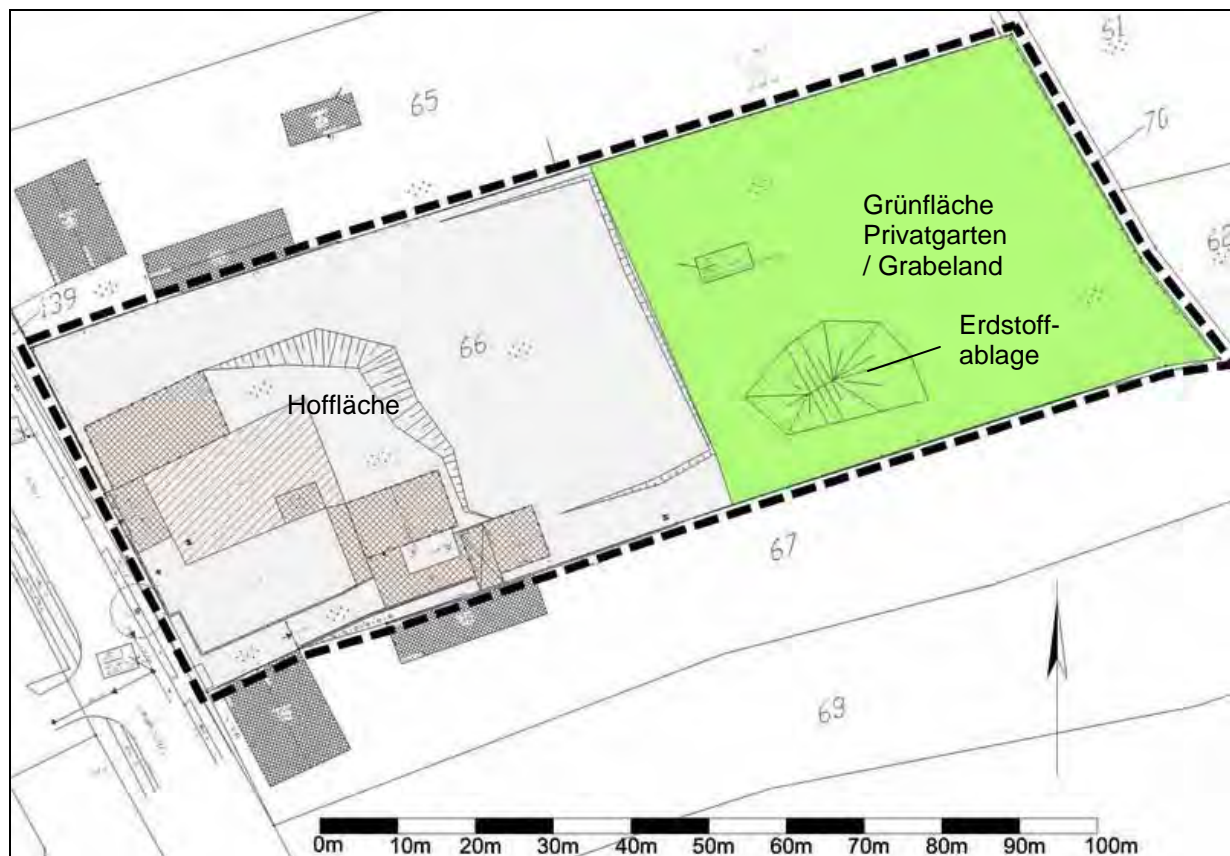 51
65
70
Grünfläche
Privatgarten
/ Grabeland
62
139
Erdstoff-
ablage
66
Hoffläche
67
69
0m 10m 20m 30m 40m 50m 60m 70m 80m 90m 100m